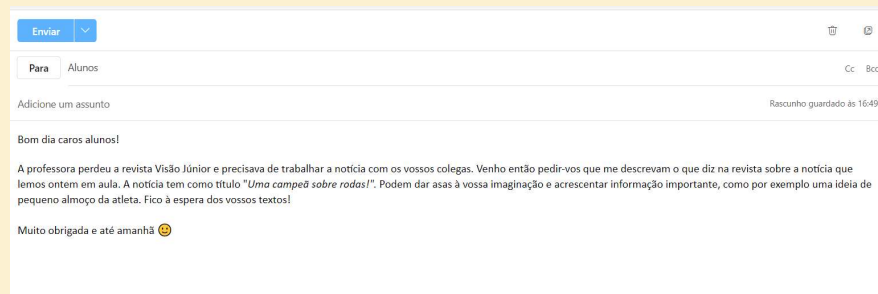 Enviar
Para Alunos Cc Bcc
Adicione um assunto Rascunho guardado às 16:49
Bom dia caros alunos!
A professora perdeu a revista Visão Júnior e precisava de trabalhar a notícia com os vossos colegas. Venho então pedir-vos que me descrevam o que diz na revista sobre a notícia que
lemos ontem em aula. A notícia tem como título "Uma campeã sobre rodas!". Podem dar asas à vossa imaginação e acrescentar informação importante, como por exemplo uma ideia de
pequeno almoço da atleta. Fico à espera dos vossos textos!
Muito obrigada e até amanhã 🙂